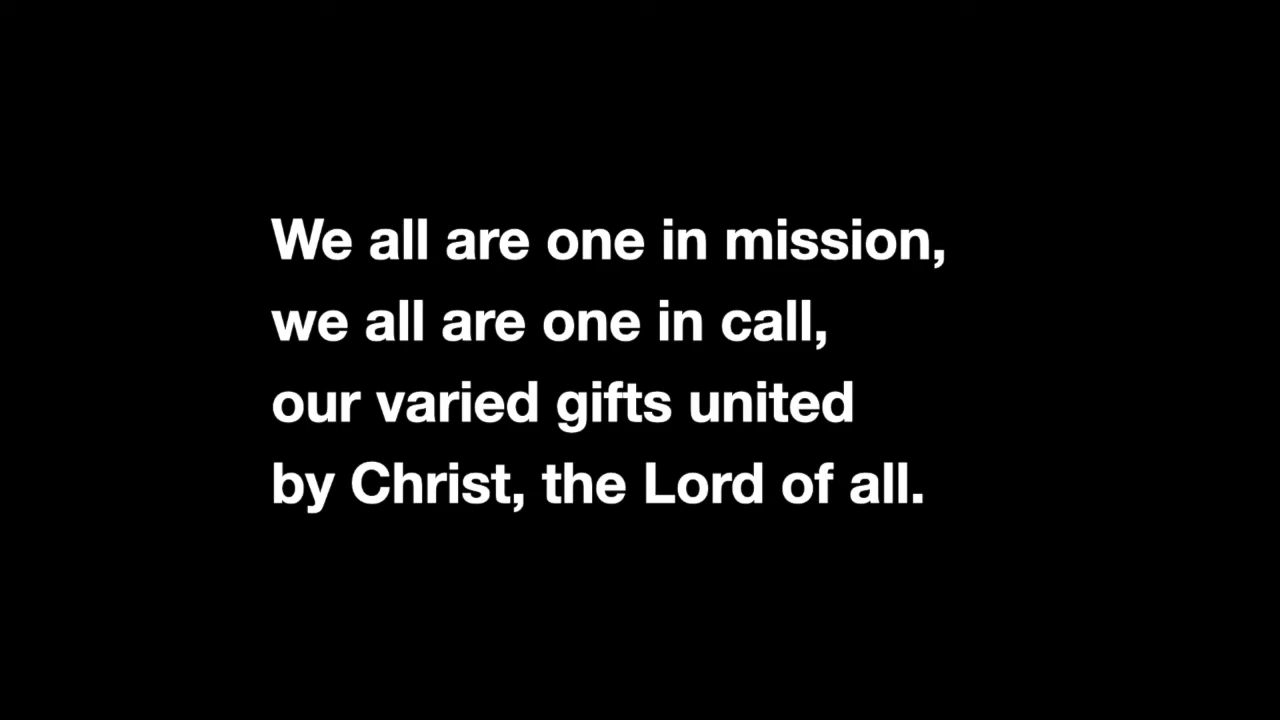 We all are one in mission,
we all are one in call,
our varied gifts united
by Christ, the Lord of all.